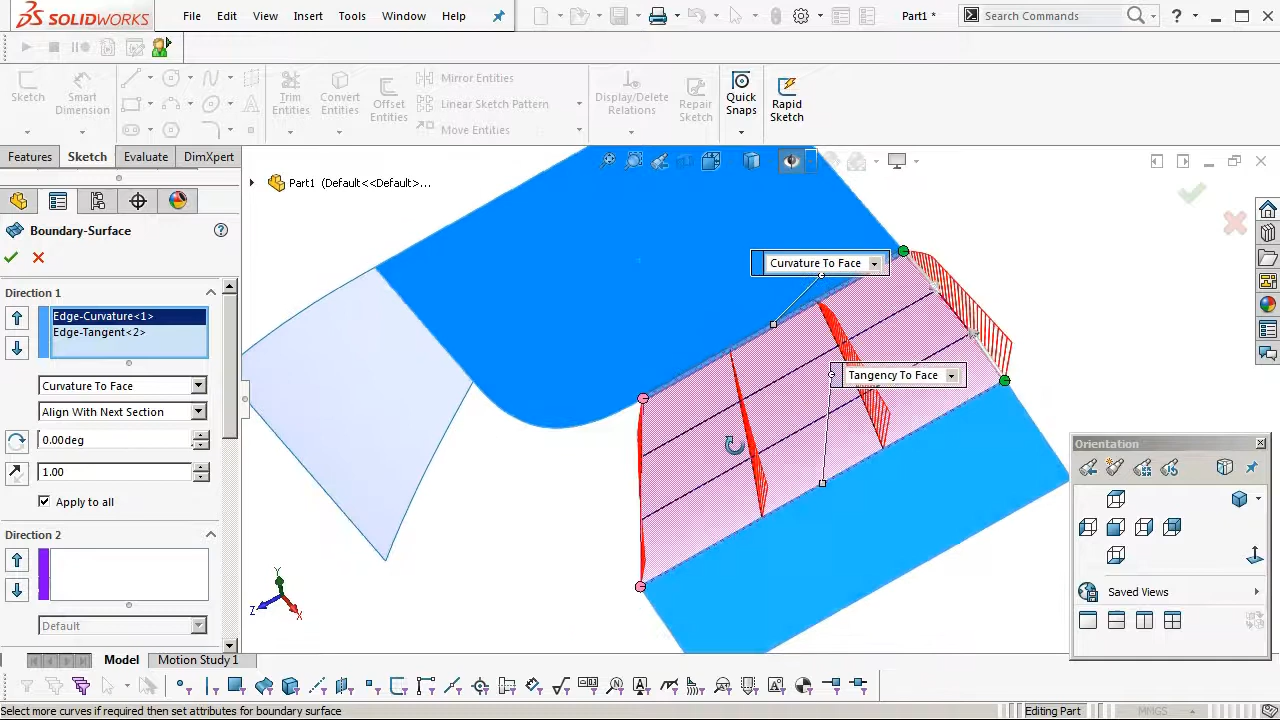 SOLIDWORKS File Edit View Insert Tools Window Help Part1 * Search Commands ?
Sketch Smart Dimension Trim Entities Convert Entities Offset Entities Mirror Entities Linear Sketch Pattern Move Entities Display/Delete Relations Repair Sketch Quick Snaps Rapid Sketch
Features Sketch Evaluate DimXpert
Part1 (Default<<Default>...
Boundary-Surface ?
Direction 1
Edge-Curvature<1>
Edge-Tangent<2>
Curvature To Face
Align With Next Section
0.00deg
1.00
Apply to all
Direction 2
Default
Curvature To Face
Tangency To Face
Y
Z
X
Orientation
Saved Views
Model Motion Study 1
Select more curves if required then set attributes for boundary surface Editing Part MMGS